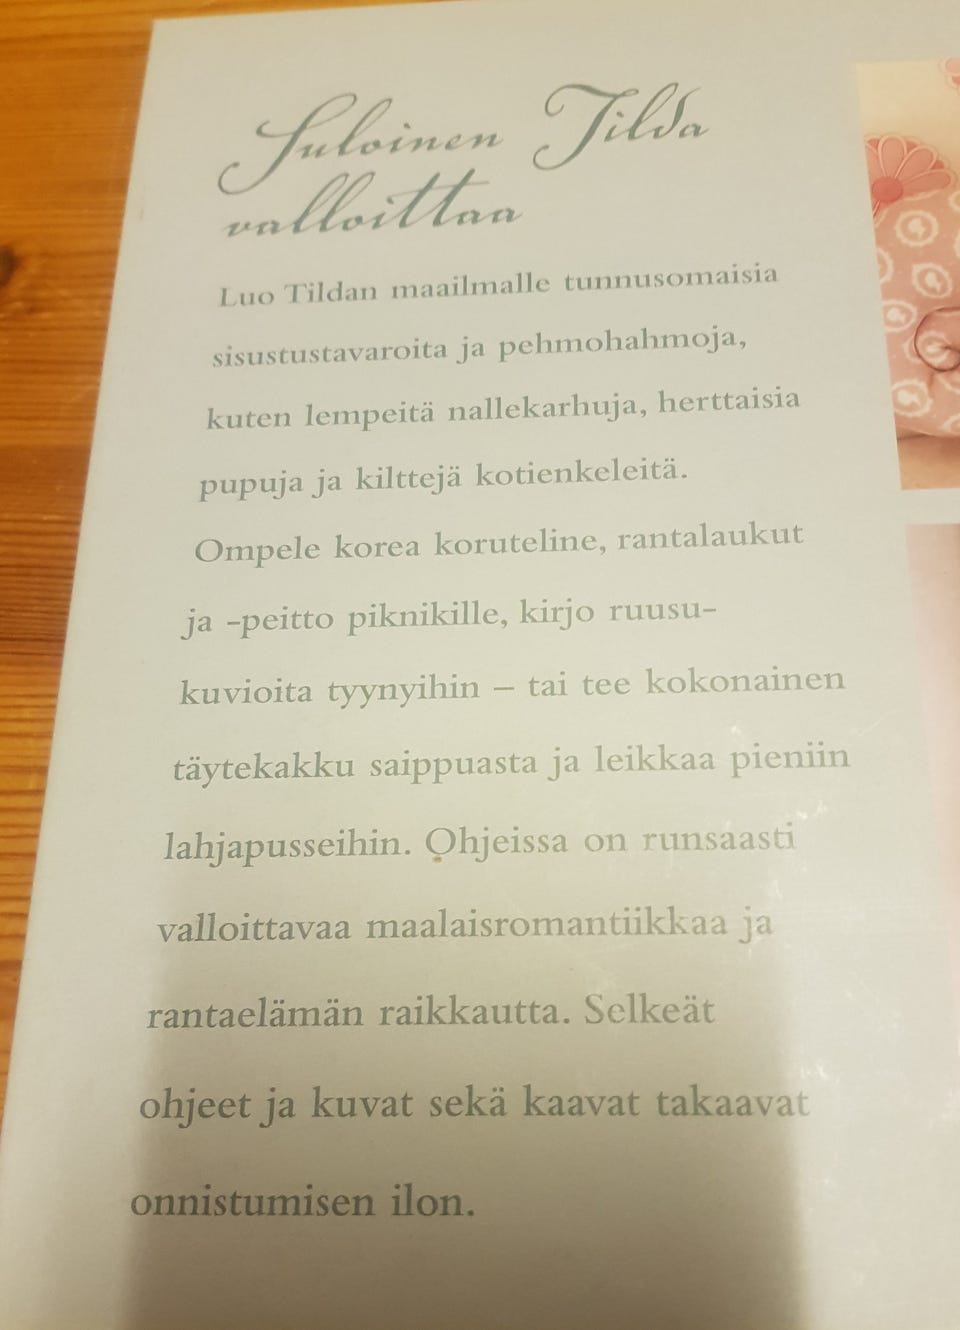 Suloinen Tilda
valloittaa
Luo Tildan maailmalle tunnusomaisia
sisustustavaroita ja pehmohahmoja,
kuten lempeitä nallekarhuja, herttaisia
pupuja ja kilttejä kotienkeleitä.
Ompele korea koruteline, rantalaukut
ja -peitto piknikille, kirjo ruusu-
kuvioita tyynyihin – tai tee kokonainen
täytekakku saippuasta ja leikkaa pieniin
lahjapusseihin. Ohjeissa on runsaasti
valloittavaa maalaisromantiikkaa ja
rantaelämän raikkautta. Selkeät
ohjeet ja kuvat sekä kaavat takaavat
onnistumisen ilon.